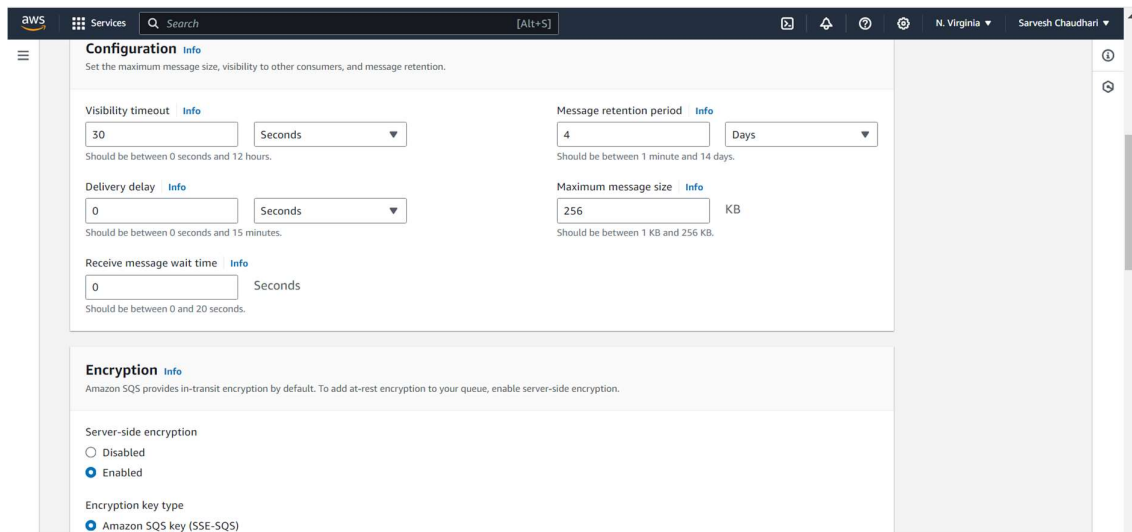 aws Services Search [Alt+S] N. Virginia ▼ Sarvesh Chaudhari ▼
Configuration Info
Set the maximum message size, visibility to other consumers, and message retention.
Visibility timeout Info
30 Seconds
Should be between 0 seconds and 12 hours.
Message retention period Info
4 Days
Should be between 1 minute and 14 days.
Delivery delay Info
0 Seconds
Should be between 0 seconds and 15 minutes.
Maximum message size Info
256 KB
Should be between 1 KB and 256 KB.
Receive message wait time Info
0 Seconds
Should be between 0 and 20 seconds.
Encryption Info
Amazon SQS provides in-transit encryption by default. To add at-rest encryption to your queue, enable server-side encryption.
Server-side encryption
Disabled
Enabled
Encryption key type
Amazon SQS key (SSE-SQS)